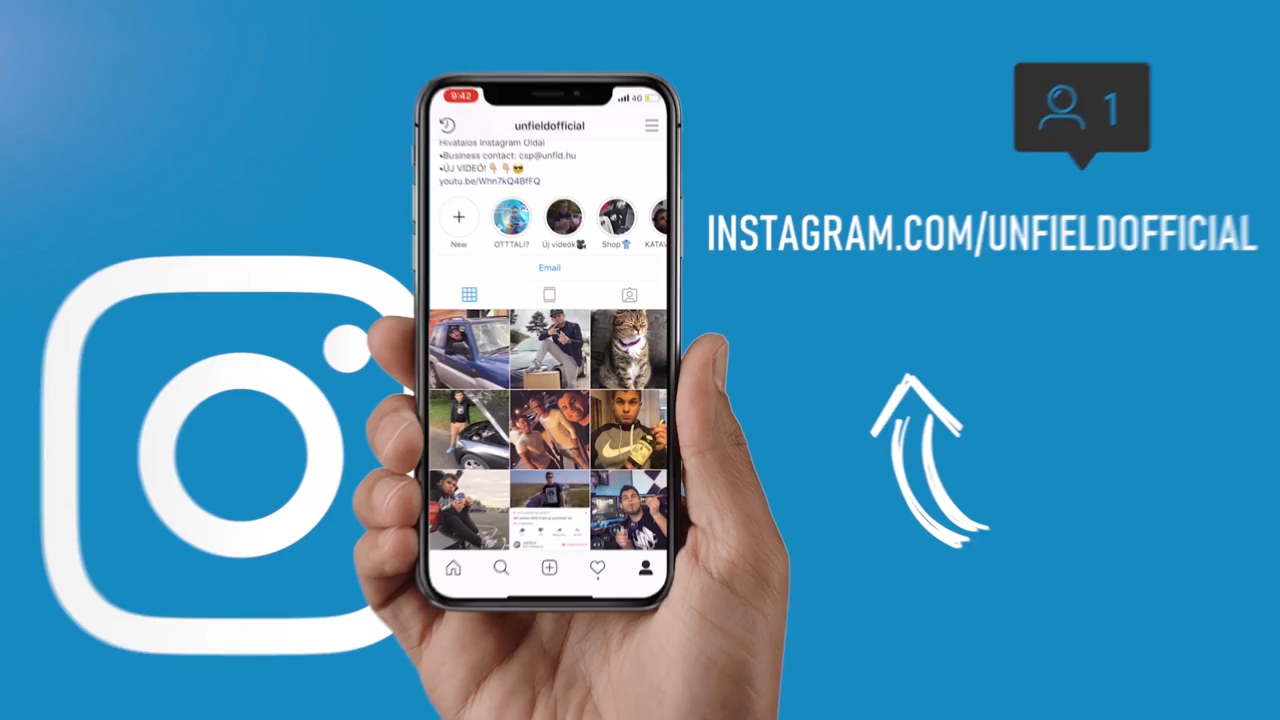 9:42
4G
unfieldofficial
Hivatalos Instagram Oldal
•Business contact: csp@unfld.hu
•ÚJ VIDEÓ! 👇🏼👇🏼😎
youtu.be/Whn7kQ4BfFQ
New
OTTTALI?
Új videók🎥
Shop👕
KATAV
Email
1
INSTAGRAM.COM/UNFIELDOFFICIAL